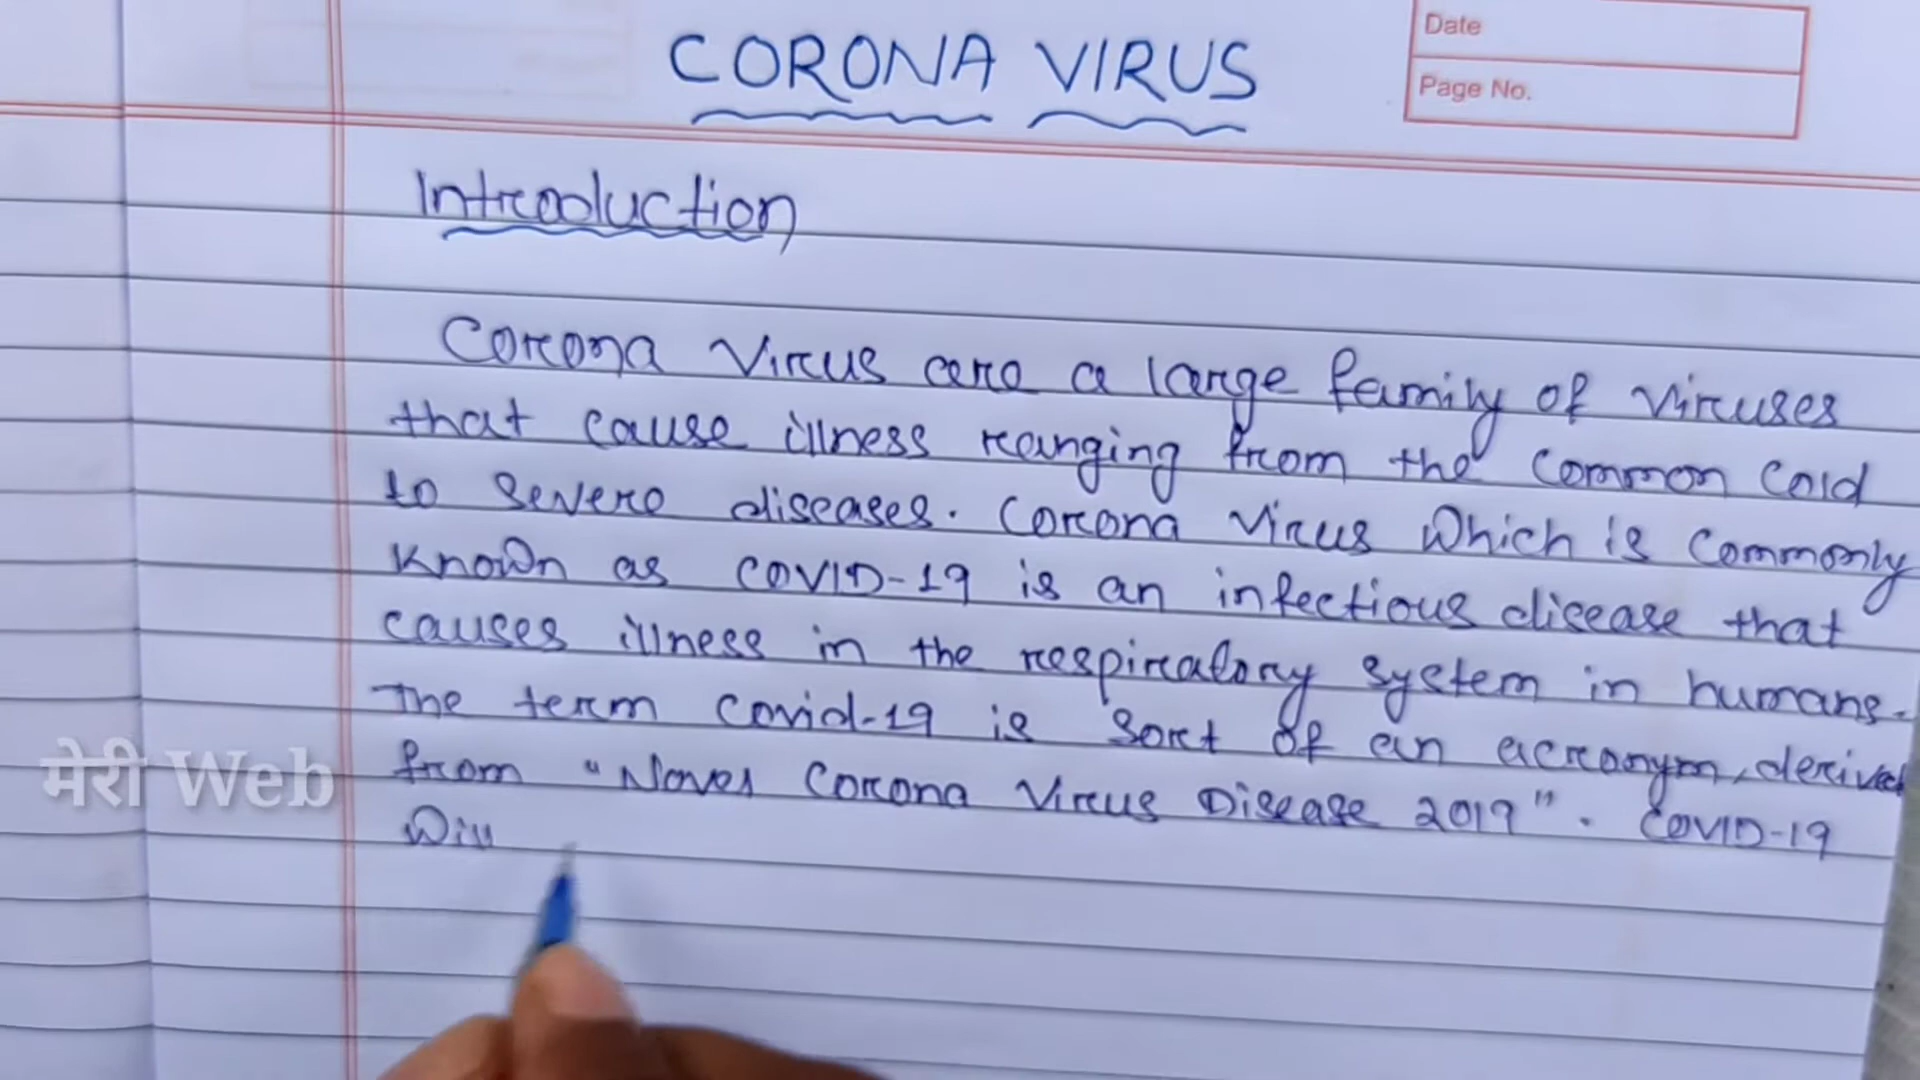 CORONA VIRUS
Date
Page No.
Introduction
Corona Virus are a large family of viruses
that cause illness ranging from the common cold
to severe diseases. Corona virus which is commonly
known as COVID-19 is an infectious disease that
causes illness in the respiratory system in humans.
The term Covid-19 is sort of an acronym, derived
from "Novel Corona Virus Disease 2019". COVID-19
Will
मेरी Web